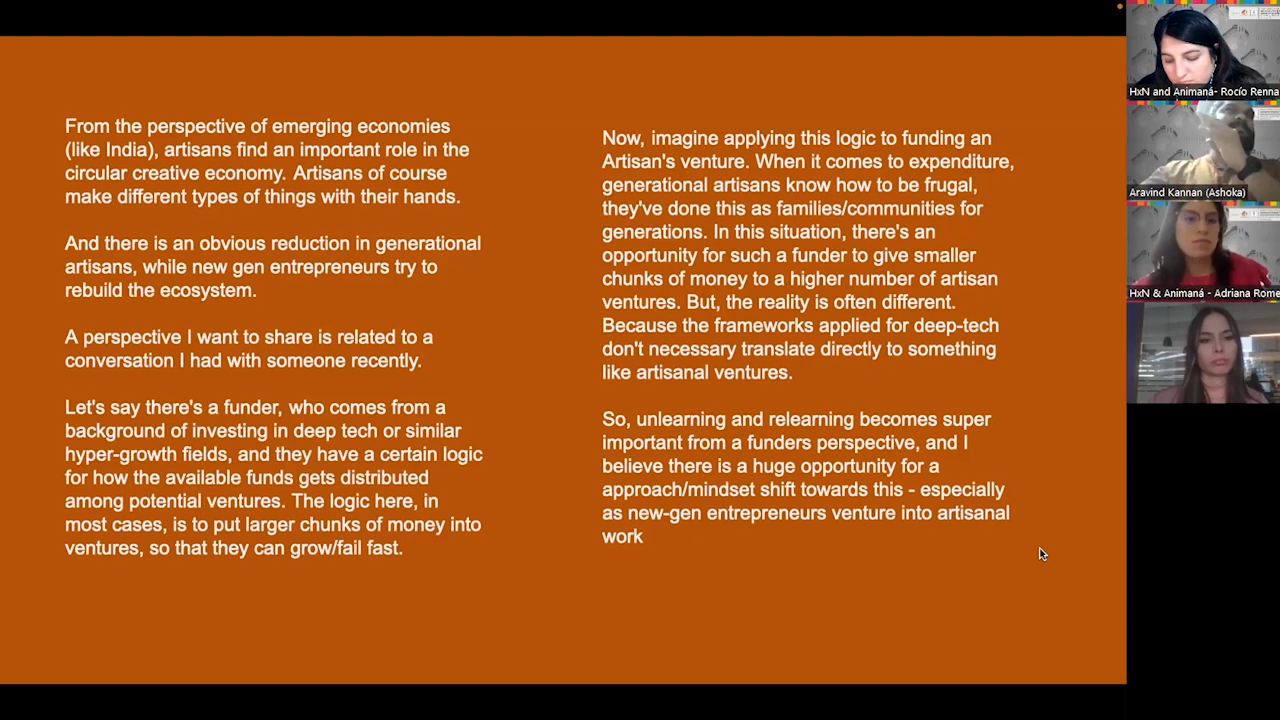 From the perspective of emerging economies
(like India), artisans find an important role in the
circular creative economy. Artisans of course
make different types of things with their hands.
And there is an obvious reduction in generational
artisans, while new gen entrepreneurs try to
rebuild the ecosystem.
A perspective I want to share is related to a
conversation I had with someone recently.
Let's say there's a funder, who comes from a
background of investing in deep tech or similar
hyper-growth fields, and they have a certain logic
for how the available funds gets distributed
among potential ventures. The logic here, in
most cases, is to put larger chunks of money into
ventures, so that they can grow/fail fast.
Now, imagine applying this logic to funding an
Artisan's venture. When it comes to expenditure,
generational artisans know how to be frugal,
they've done this as families/communities for
generations. In this situation, there's an
opportunity for such a funder to give smaller
chunks of money to a higher number of artisan
ventures. But, the reality is often different.
Because the frameworks applied for deep-tech
don't necessary translate directly to something
like artisanal ventures.
So, unlearning and relearning becomes super
important from a funders perspective, and I
believe there is a huge opportunity for a
approach/mindset shift towards this - especially
as new-gen entrepreneurs venture into artisanal
work
HxN and Animaná- Rocío Renna
Aravind Kannan (Ashoka)
HxN & Animaná - Adriana Rome